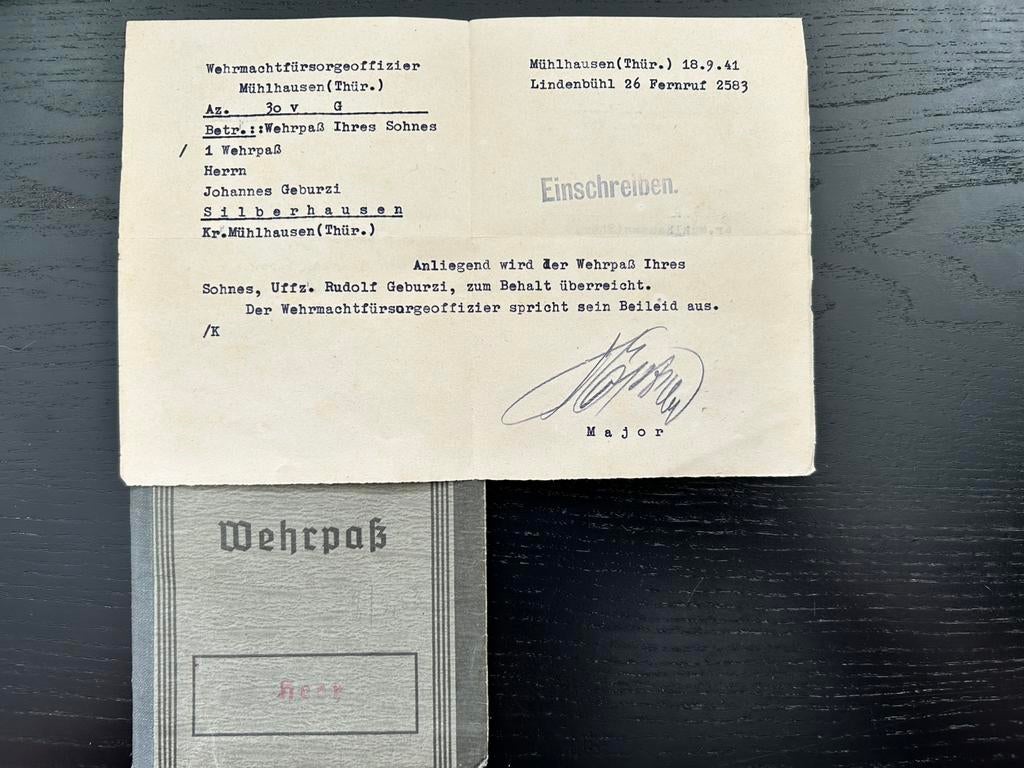 Wehrmachtfürsorgeoffizier
Mühlhausen(Thür.)
Az. 3o v G
Betr.::Wehrpaß Ihres Sohnes
/ 1 Wehrpaß
Herrn
Johannes Geburzi
S i l b e r h a u s e n
Kr.Mühlhausen(Thür.)
Mühlhausen(Thür.) 18.9.41
Lindenbühl 26 Fernruf 2583
Einschreiben.
Anliegend wird der Wehrpaß Ihres
Sohnes, Uffz. Rudolf Geburzi, zum Behalt überreicht.
Der Wehrmachtfürsorgeoffizier spricht sein Beileid aus.
/K
M a j o r
Wehrpaß
Heer